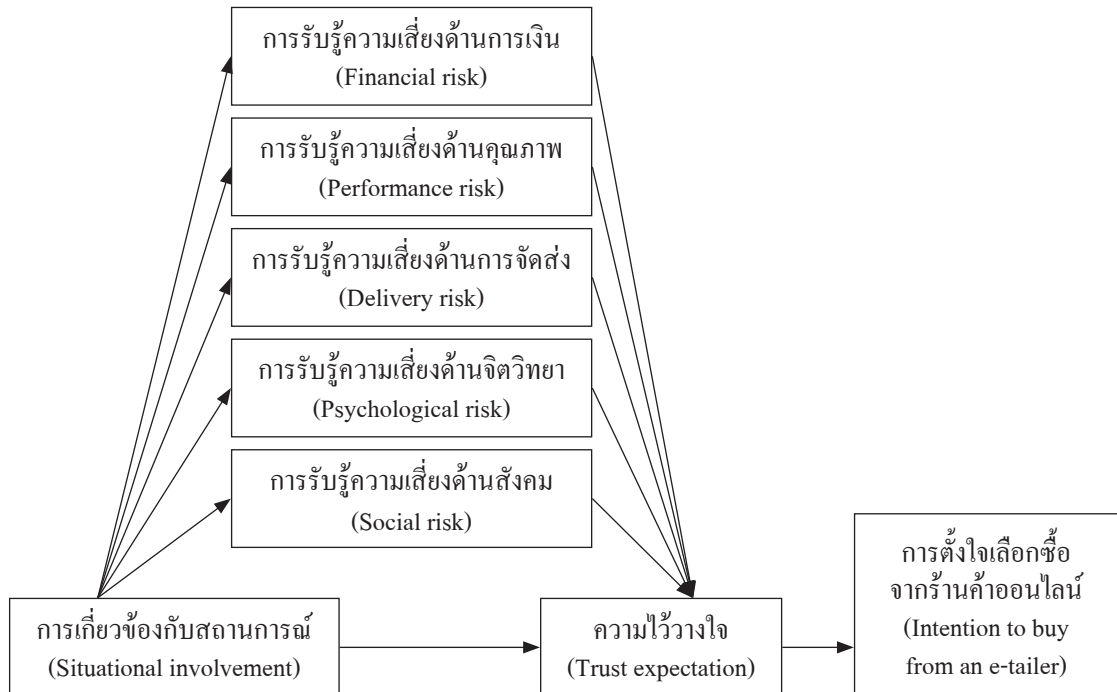 การรับรู้ความเสี่ยงด้านการเงิน
(Financial risk)
การรับรู้ความเสี่ยงด้านคุณภาพ
(Performance risk)
การรับรู้ความเสี่ยงด้านการจัดส่ง
(Delivery risk)
การรับรู้ความเสี่ยงด้านจิตวิทยา
(Psychological risk)
การรับรู้ความเสี่ยงด้านสังคม
(Social risk)
การเกี่ยวข้องกับสถานการณ์
(Situational involvement)
ความไว้วางใจ
(Trust expectation)
การตั้งใจเลือกซื้อ
จากร้านค้าออนไลน์
(Intention to buy
from an e-tailer)